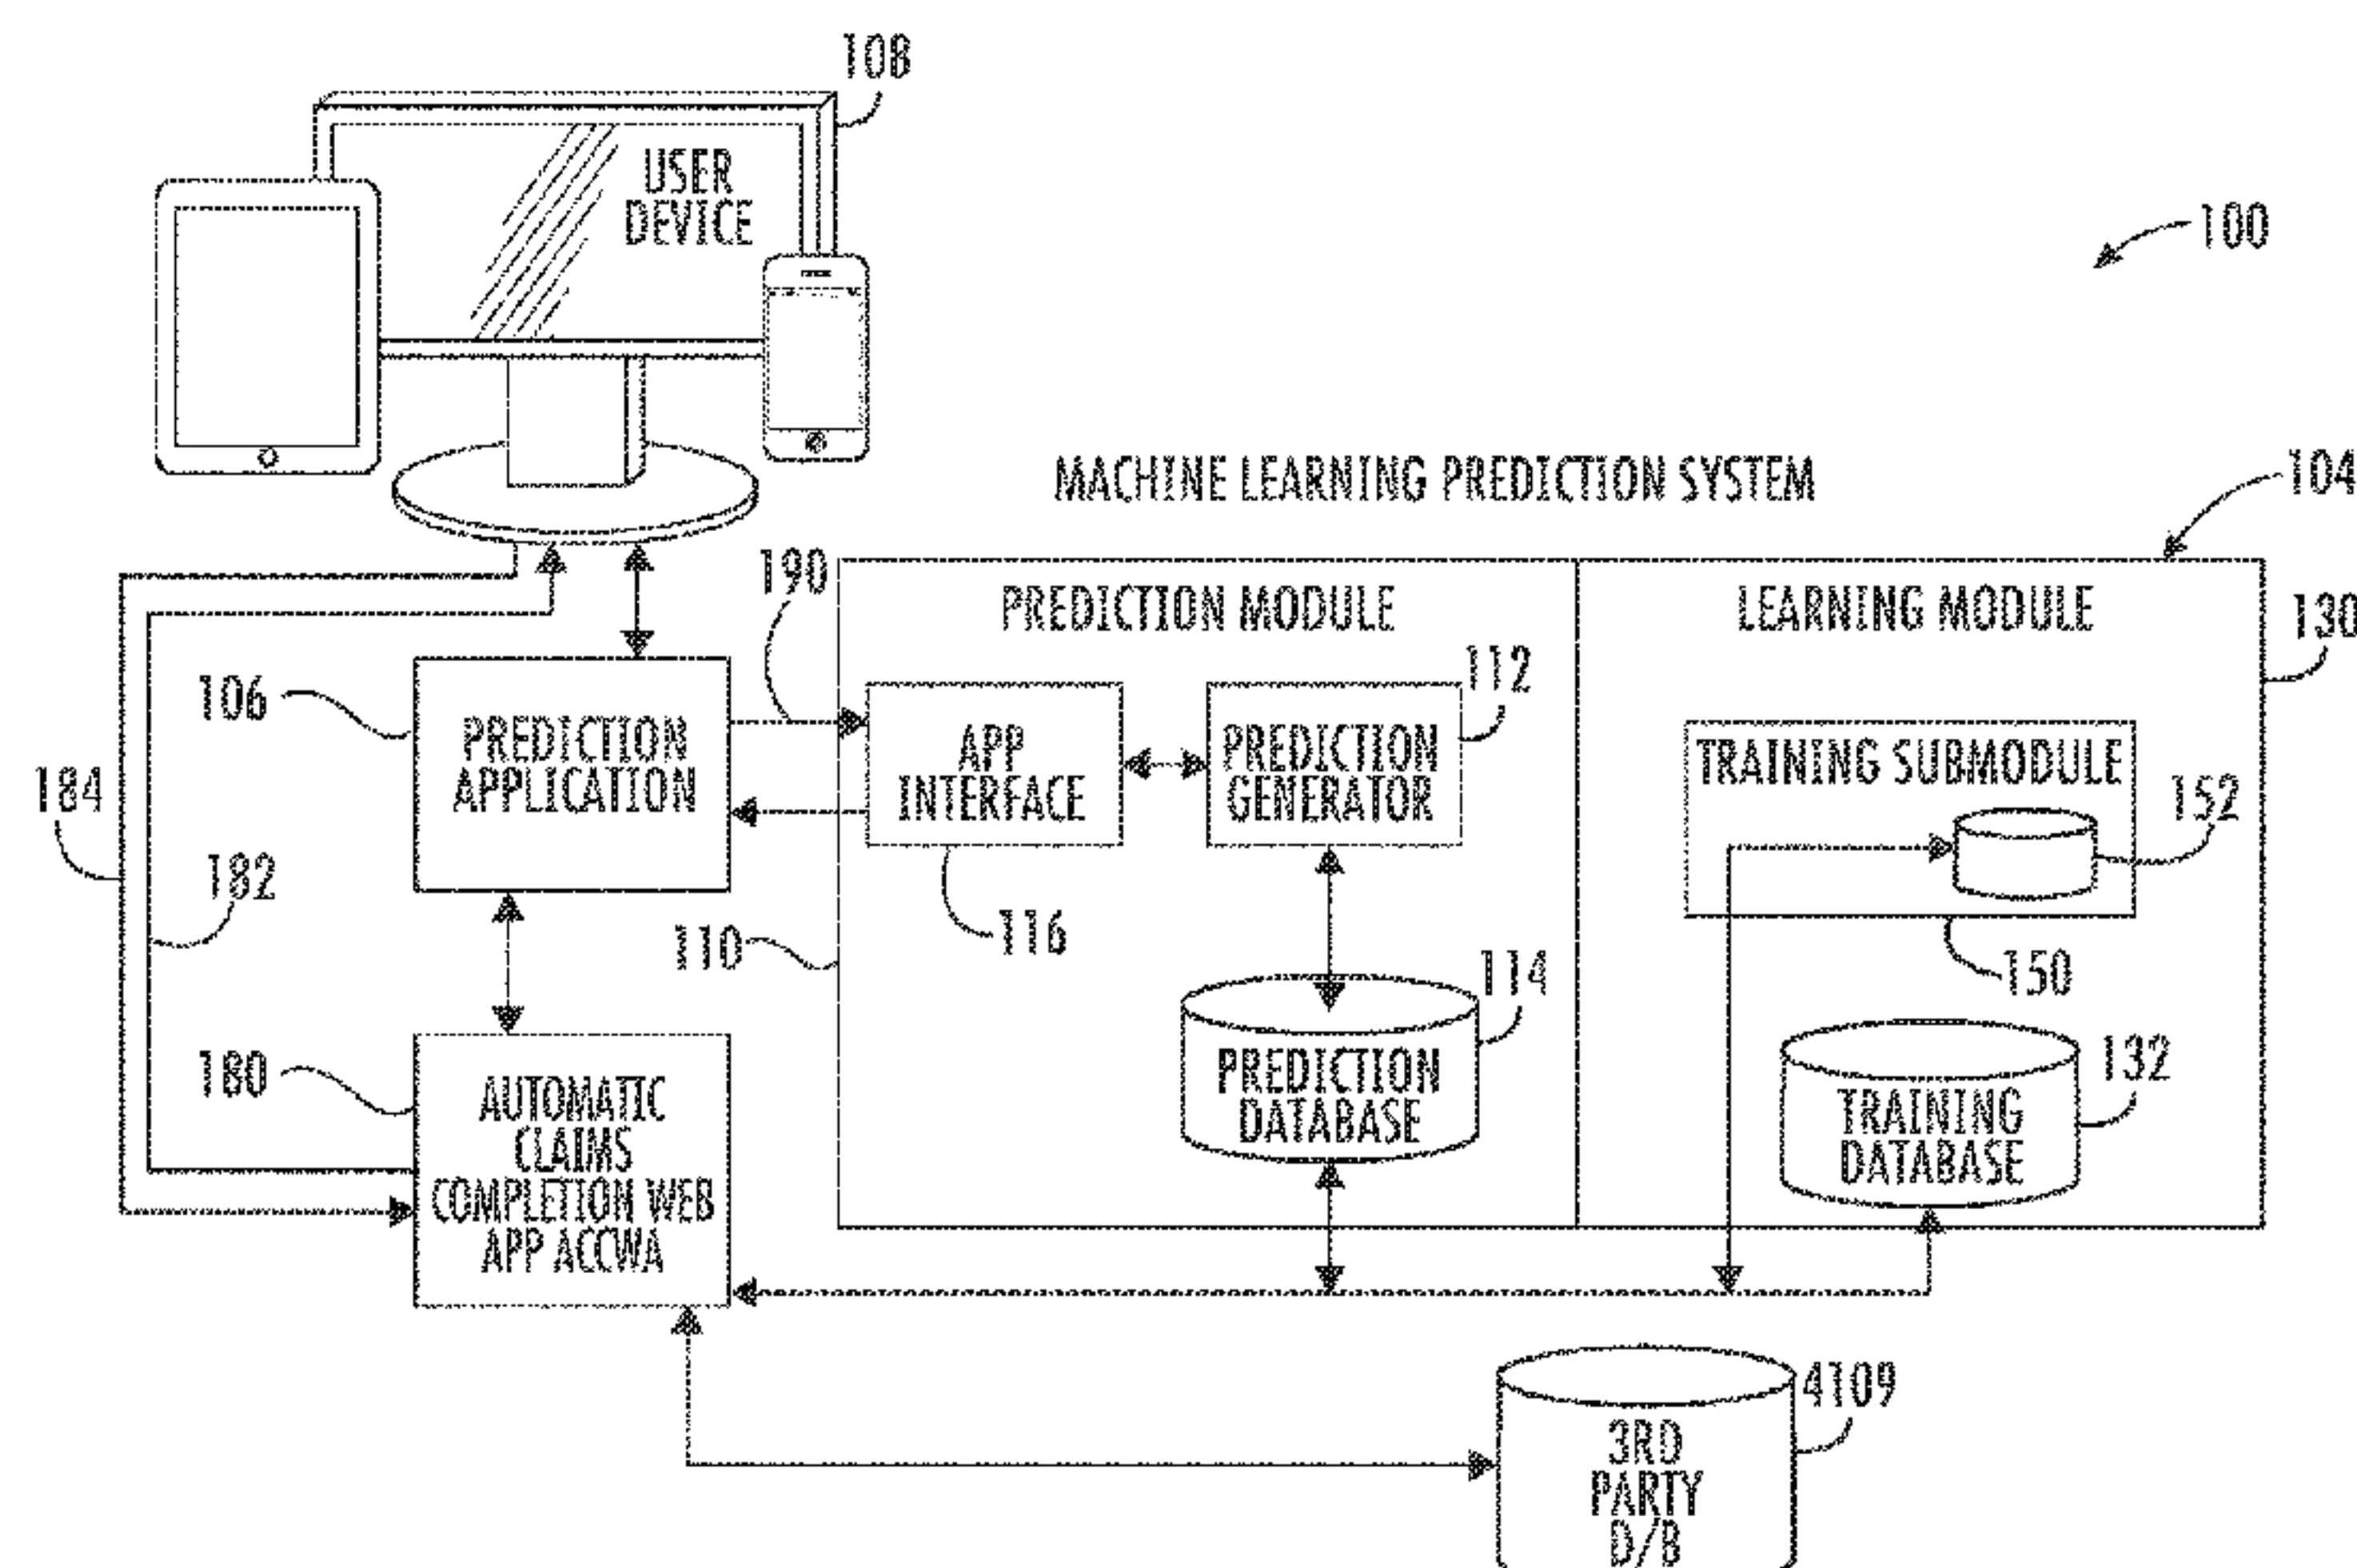 108
USER
DEVICE
100
MACHINE LEARNING PREDICTION SYSTEM
104
190
PREDICTION MODULE
LEARNING MODULE
130
106
PREDICTION
APPLICATION
APP
INTERFACE
112
PREDICTION
GENERATOR
TRAINING SUBMODULE
152
184
182
110
116
150
114
PREDICTION
DATABASE
132
TRAINING
DATABASE
180
AUTOMATIC
CLAIMS
COMPLETION WEB
APP ACCWA
4109
3RD
PARTY
D/B